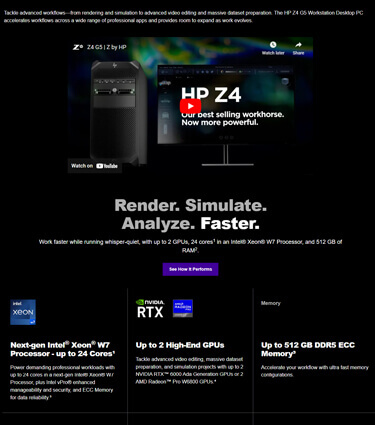 Tackle advanced workflows—from rendering and simulation to advanced video editing and massive dataset preparation. The HP Z4 G5 Workstation Desktop PC
accelerates workflows across a wide range of professional apps and provides room to expand as work evolves.
Z4 G5 | Z by HP
Watch later
Share
HP Z4
Our best selling workhorse.
Now more powerful.
Watch on YouTube
Render. Simulate.
Analyze. Faster.
Work faster while running whisper-quiet, with up to 2 GPUs, 24 cores¹ in an Intel® Xeon® W7 Processor, and 512 GB of
RAM².
See How It Performs
intel
XEON
NVIDIA
RTX
AMD
RADEON
Memory
Next-gen Intel® Xeon® W7
Processor - up to 24 Cores¹
Power demanding professional workloads with
up to 24 cores in a next-gen Intel® Xeon® W7
Processor, plus Intel vPro® enhanced
manageability and security, and ECC Memory
for data reliability.³
Up to 2 High-End GPUs
Tackle advanced video editing, massive dataset
preparation, and simulation projects with up to 2
NVIDIA RTX™ 6000 Ada Generation GPUs or 2
AMD Radeon™ Pro W6800 GPUs.⁴
Up to 512 GB DDR5 ECC
Memory²
Accelerate your workflow with ultra fast memory
configurations.